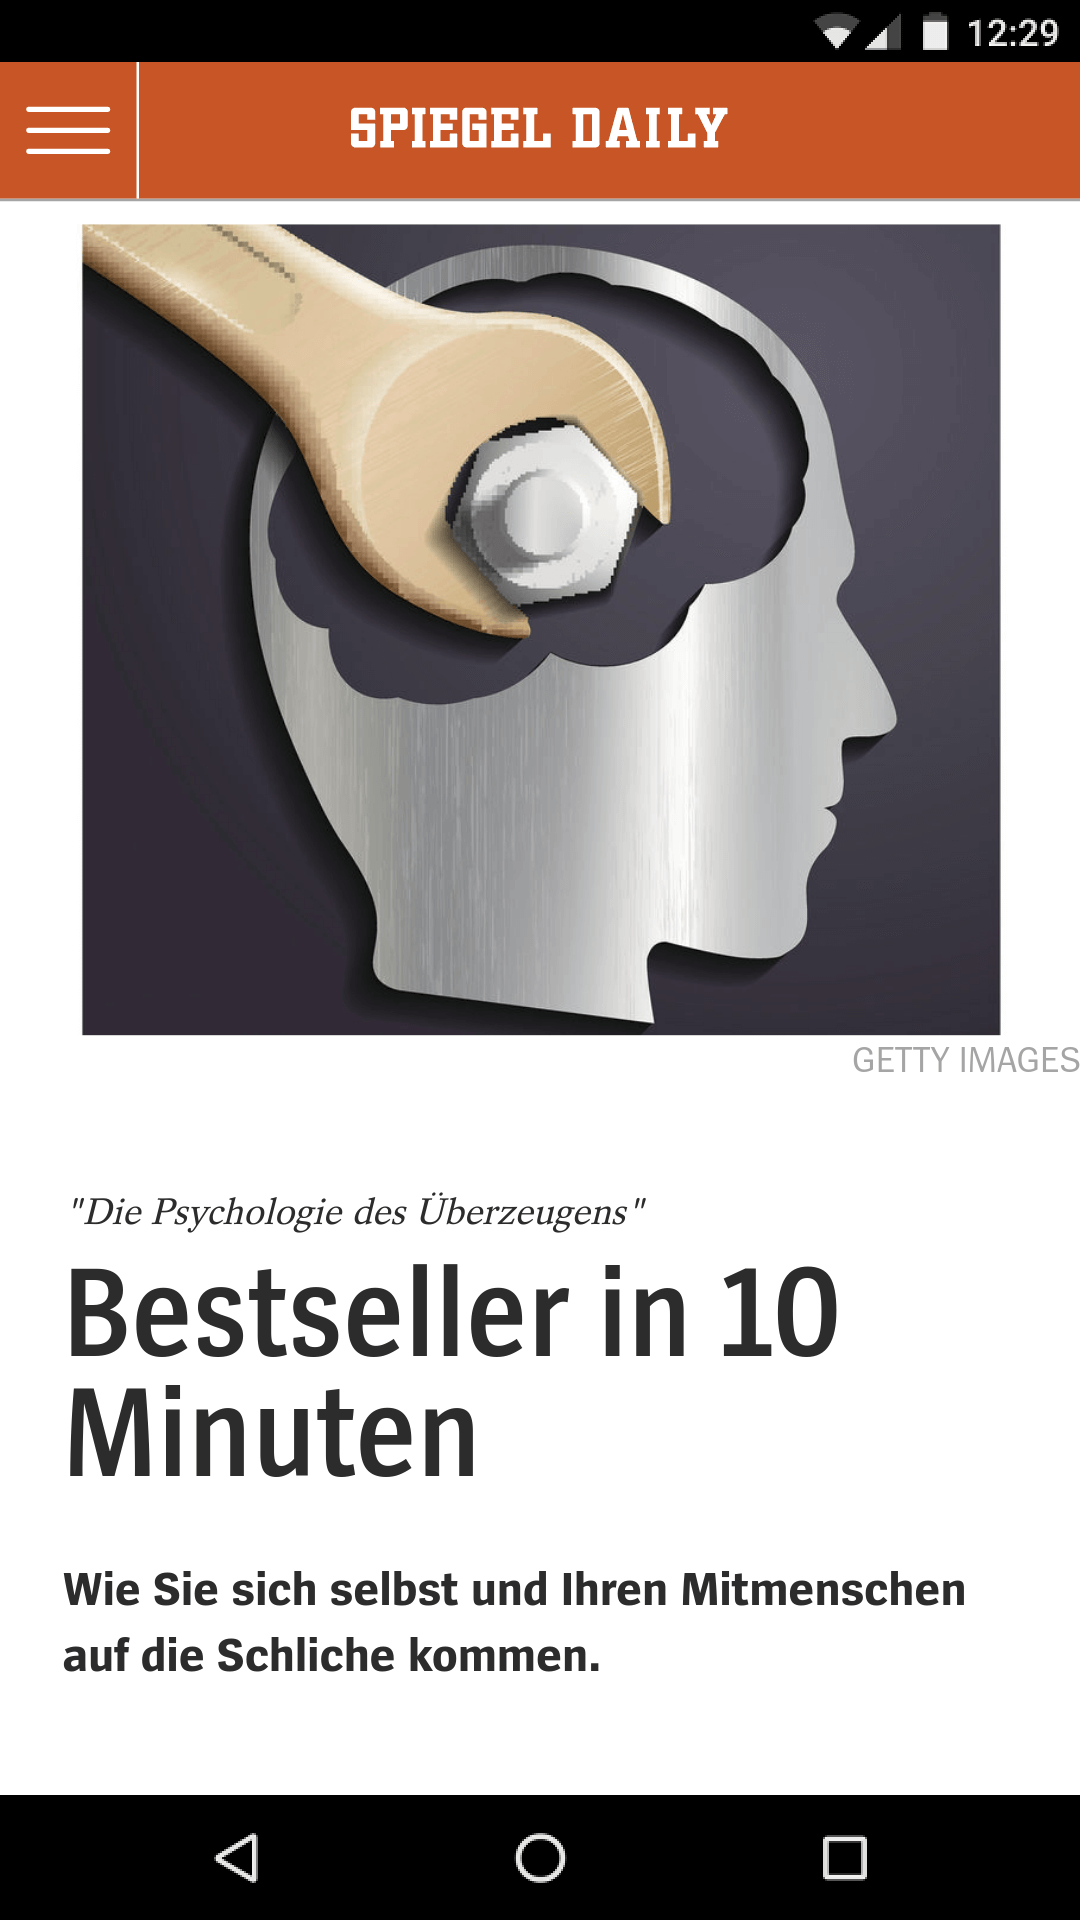 12:29
SPIEGEL DAILY
GETTY IMAGES
"Die Psychologie des Überzeugens"
Bestseller in 10
Minuten
Wie Sie sich selbst und Ihren Mitmenschen
auf die Schliche kommen.